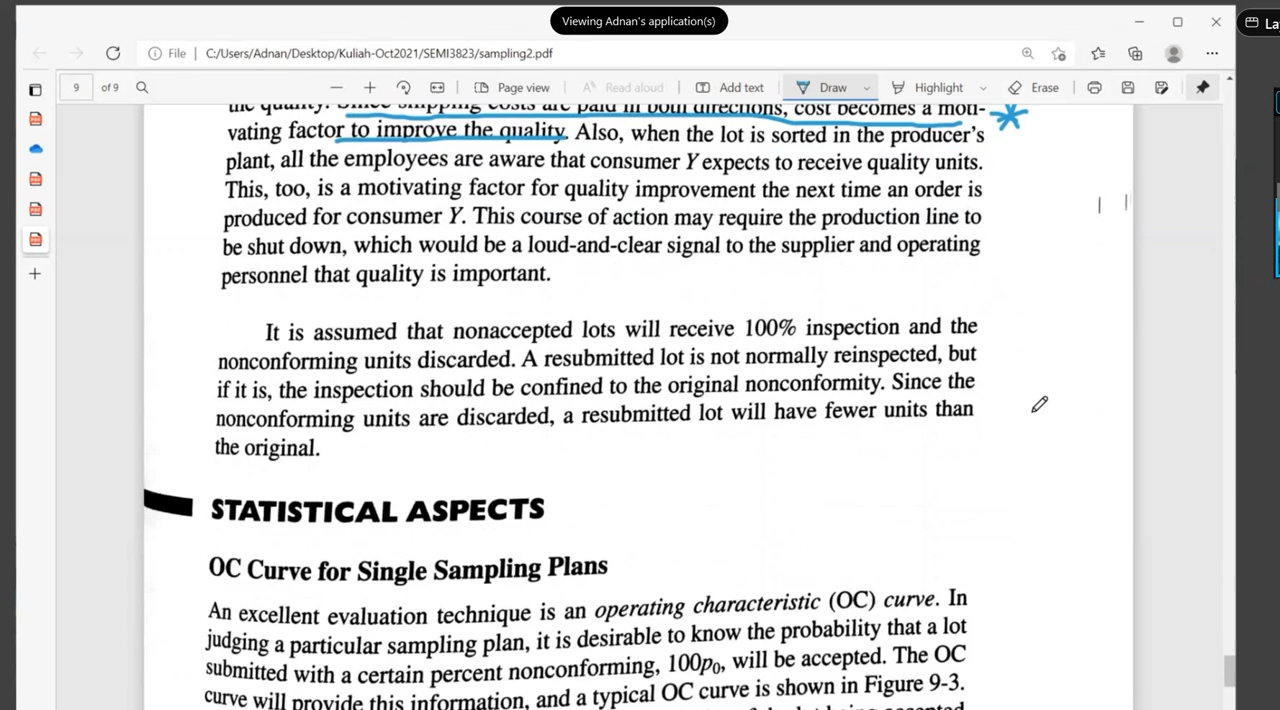 Viewing Adnan's application(s)
La
File
C:/Users/Adnan/Desktop/Kuliah-Oct2021/SEMI3823/sampling2.pdf
9 of 9
Page view
Read aloud
Add text
Draw
Highlight
Erase
the quality. Since shipping costs are paid in both directions, cost becomes a moti-
vating factor to improve the quality. Also, when the lot is sorted in the producer's
plant, all the employees are aware that consumer Y expects to receive quality units.
This, too, is a motivating factor for quality improvement the next time an order is
produced for consumer Y. This course of action may require the production line to
be shut down, which would be a loud-and-clear signal to the supplier and operating
personnel that quality is important.
It is assumed that nonaccepted lots will receive 100% inspection and the
nonconforming units discarded. A resubmitted lot is not normally reinspected, but
if it is, the inspection should be confined to the original nonconformity. Since the
nonconforming units are discarded, a resubmitted lot will have fewer units than
the original.
STATISTICAL ASPECTS
OC Curve for Single Sampling Plans
An excellent evaluation technique is an operating characteristic (OC) curve. In
judging a particular sampling plan, it is desirable to know the probability that a lot
submitted with a certain percent nonconforming, 100p₀, will be accepted. The OC
curve will provide this information, and a typical OC curve is shown in Figure 9-3.